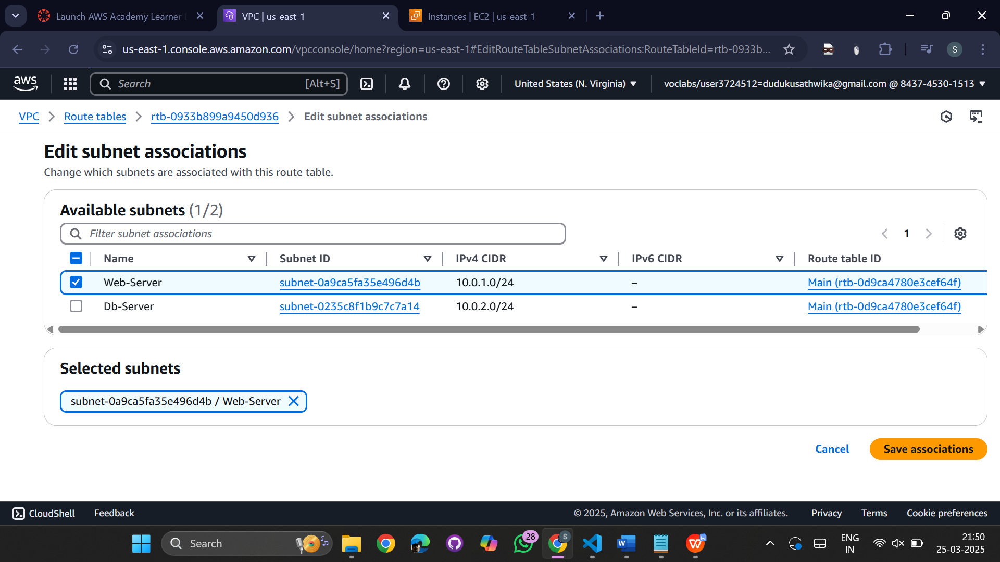 Launch AWS Academy Learner
VPC | us-east-1
Instances | EC2 | us-east-1
us-east-1.console.aws.amazon.com/vpcconsole/home?region=us-east-1#EditRouteTableSubnetAssociations:RouteTableId=rtb-0933b...
S
aws
Search
[Alt+S]
United States (N. Virginia)
voclabs/user3724512=dudukusathwika@gmail.com @ 8437-4530-1513
VPC
Route tables
rtb-0933b899a9450d936
Edit subnet associations
Edit subnet associations
Change which subnets are associated with this route table.
Available subnets (1/2)
Filter subnet associations
1
Name
Subnet ID
IPv4 CIDR
IPv6 CIDR
Route table ID
Web-Server
subnet-0a9ca5fa35e496d4b
10.0.1.0/24
–
Main (rtb-0d9ca4780e3cef64f)
Db-Server
subnet-0235c8f1b9c7c7a14
10.0.2.0/24
–
Main (rtb-0d9ca4780e3cef64f)
Selected subnets
subnet-0a9ca5fa35e496d4b / Web-Server
Cancel
Save associations
CloudShell
Feedback
© 2025, Amazon Web Services, Inc. or its affiliates.
Privacy
Terms
Cookie preferences
Search
28
S
W
W
ENG
IN
21:50
25-03-2025